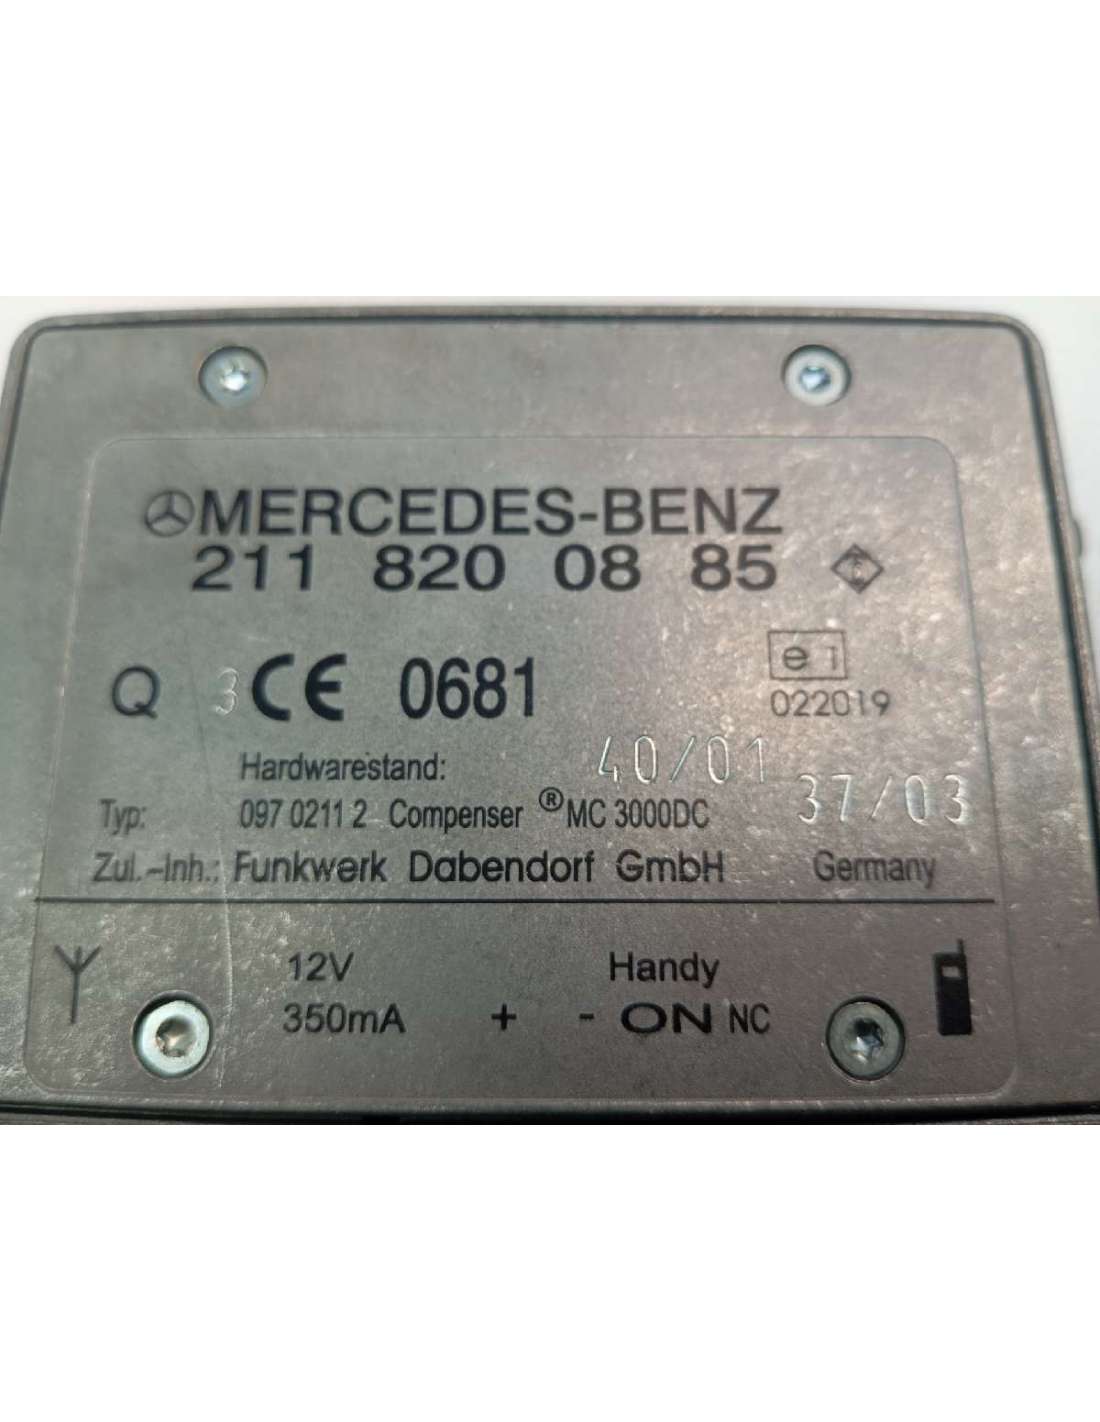 MERCEDES-BENZ
211 820 08 85
Q 3 CE 0681
e1
022019
Hardwarestand: 40/01
37/03
Typ: 097 0211 2 Compenser ® MC 3000DC
Zul.-Inh.: Funkwerk Dabendorf GmbH Germany
12V Handy
350mA + - ON NC